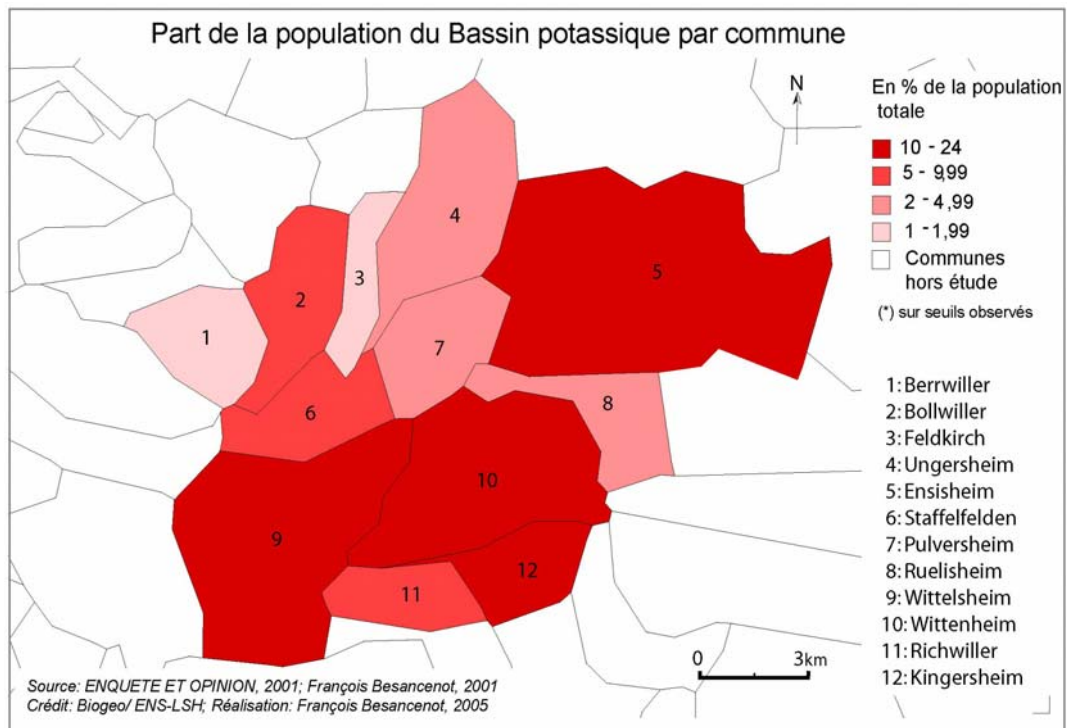 Part de la population du Bassin potassique par commune
N
En % de la population
totale
10 - 24
5 - 9,99
2 - 4,99
1 - 1,99
Communes
hors étude
(*) sur seuils observés
1
2
3
4
5
6
7
8
9
10
11
12
1: Berrwiller
2: Bollwiller
3: Feldkirch
4: Ungersheim
5: Ensisheim
6: Staffelfelden
7: Pulversheim
8: Ruelisheim
9: Wittelsheim
10: Wittenheim
11: Richwiller
12: Kingersheim
0 3km
Source: ENQUETE ET OPINION, 2001; François Besancenot, 2001
Crédit: Biogeo/ ENS-LSH; Réalisation: François Besancenot, 2005